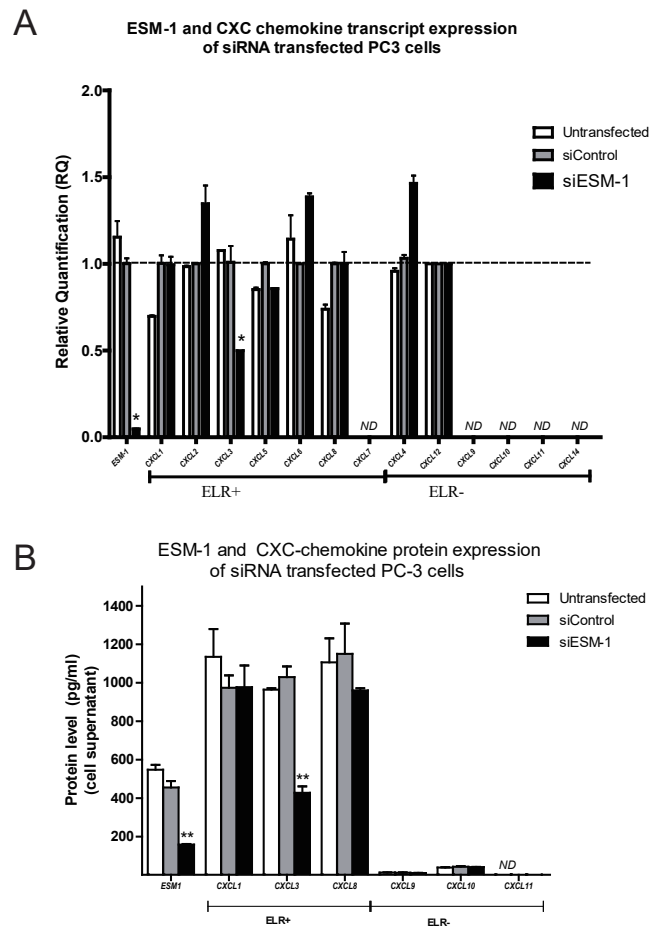 A
ESM-1 and CXC chemokine transcript expression
of siRNA transfected PC3 cells
2.0
1.5
1.0
0.5
0.0
Relative Quantification (RQ)
Untransfected
siControl
siESM-1
*
*
ND
ND
ND
ND
ND
ESM-1
CXCL1
CXCL2
CXCL3
CXCL5
CXCL6
CXCL8
CXCL7
CXCL4
CXCL12
CXCL9
CXCL10
CXCL11
CXCL14
ELR+
ELR-
B
ESM-1 and CXC-chemokine protein expression
of siRNA transfected PC-3 cells
1400
1200
1000
800
600
400
200
Protein level (pg/ml)
(cell supernatant)
Untransfected
siControl
siESM-1
**
**
ND
ESM1
CXCL1
CXCL3
CXCL8
CXCL9
CXCL10
CXCL11
ELR+
ELR-